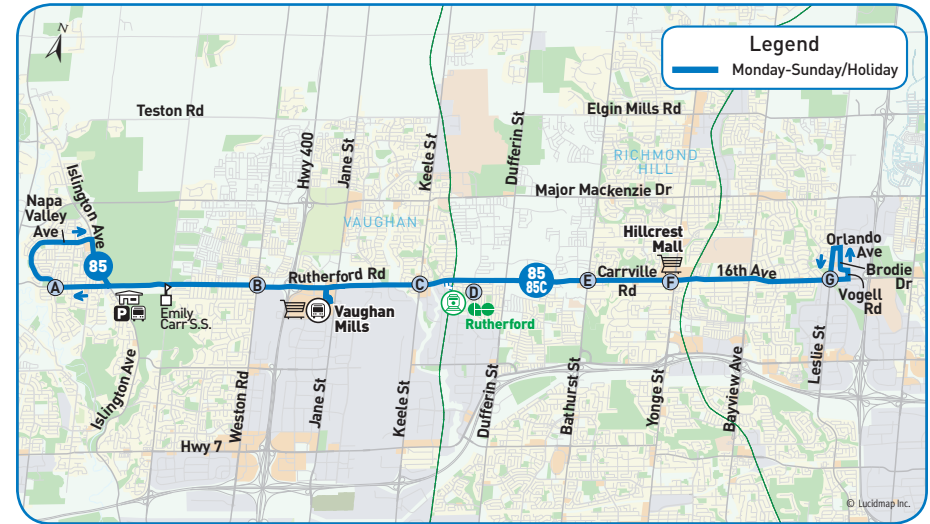 N
Legend
Monday-Sunday/Holiday
Teston Rd
Elgin Mills Rd
Hwy 400
Jane St
Keele St
Dufferin St
RICHMOND
HILL
Islington Ave
Major Mackenzie Dr
Napa
Valley
Ave
VAUGHAN
Hillcrest
Mall
Orlando
Ave
85
Rutherford Rd
85
85C
Carrville
Rd
16th Ave
Brodie
Dr
A
B
C
D
E
F
G
Vogell
Rd
P
Emily
Carr S.S.
Vaughan
Mills
Rutherford
Islington Ave
Weston Rd
Jane St
Keele St
Dufferin St
Bathurst St
Yonge St
Bayview Ave
Leslie St
Hwy 7
© Lucidmap Inc.